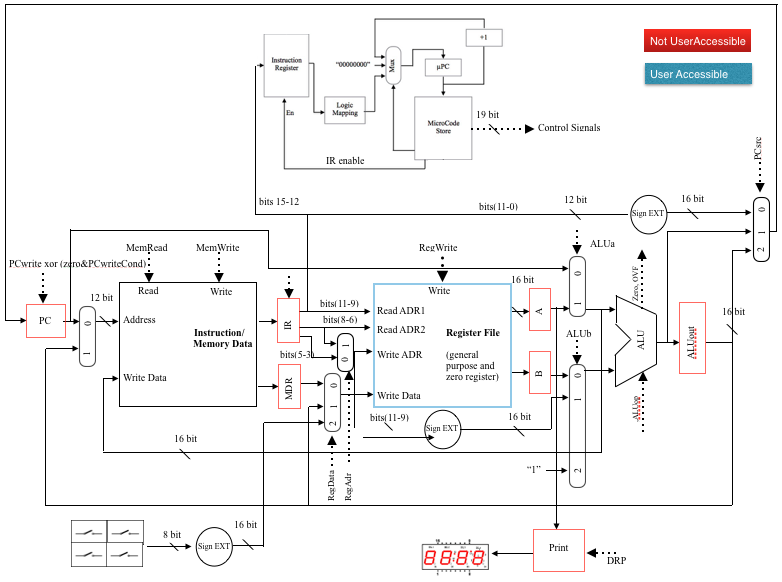 Not UserAccessible
User Accessible
+1
Instruction
Register
"00000000"
Mux
µPC
Logic
Mapping
En
MicroCode
Store
19 bit
Control Signals
IR enable
PCsrc
bits 15-12
bits(11-0)
12 bit
Sign EXT
16 bit
0
1
2
PCwrite xor (zero&PCwriteCond)
MemRead
MemWrite
RegWrite
ALUa
Zero, OVF
PC
12 bit
0
1
Read
Write
Address
Instruction/
Memory Data
Write Data
IR
MDR
bits(11-9)
bits(8-6)
bits(5-3)
1
0
0
1
2
Write
Read ADR1
Read ADR2
Register File
Write ADR
(general
purpose and
zero register)
Write Data
16 bit
A
B
0
1
ALUb
0
1
2
ALU
ALUout
16 bit
ALUop
bits(11-9)
Sign EXT
16 bit
16 bit
"1"
RegData
RegAdr
8 bit
Sign EXT
16 bit
8888
Print
DRP